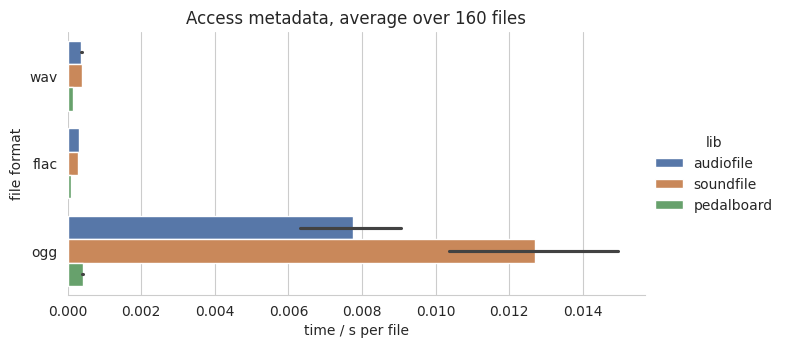 Access metadata, average over 160 files
wav
flac
ogg
file format
0.000 0.002 0.004 0.006 0.008 0.010 0.012 0.014
time / s per file
lib
audiofile
soundfile
pedalboard